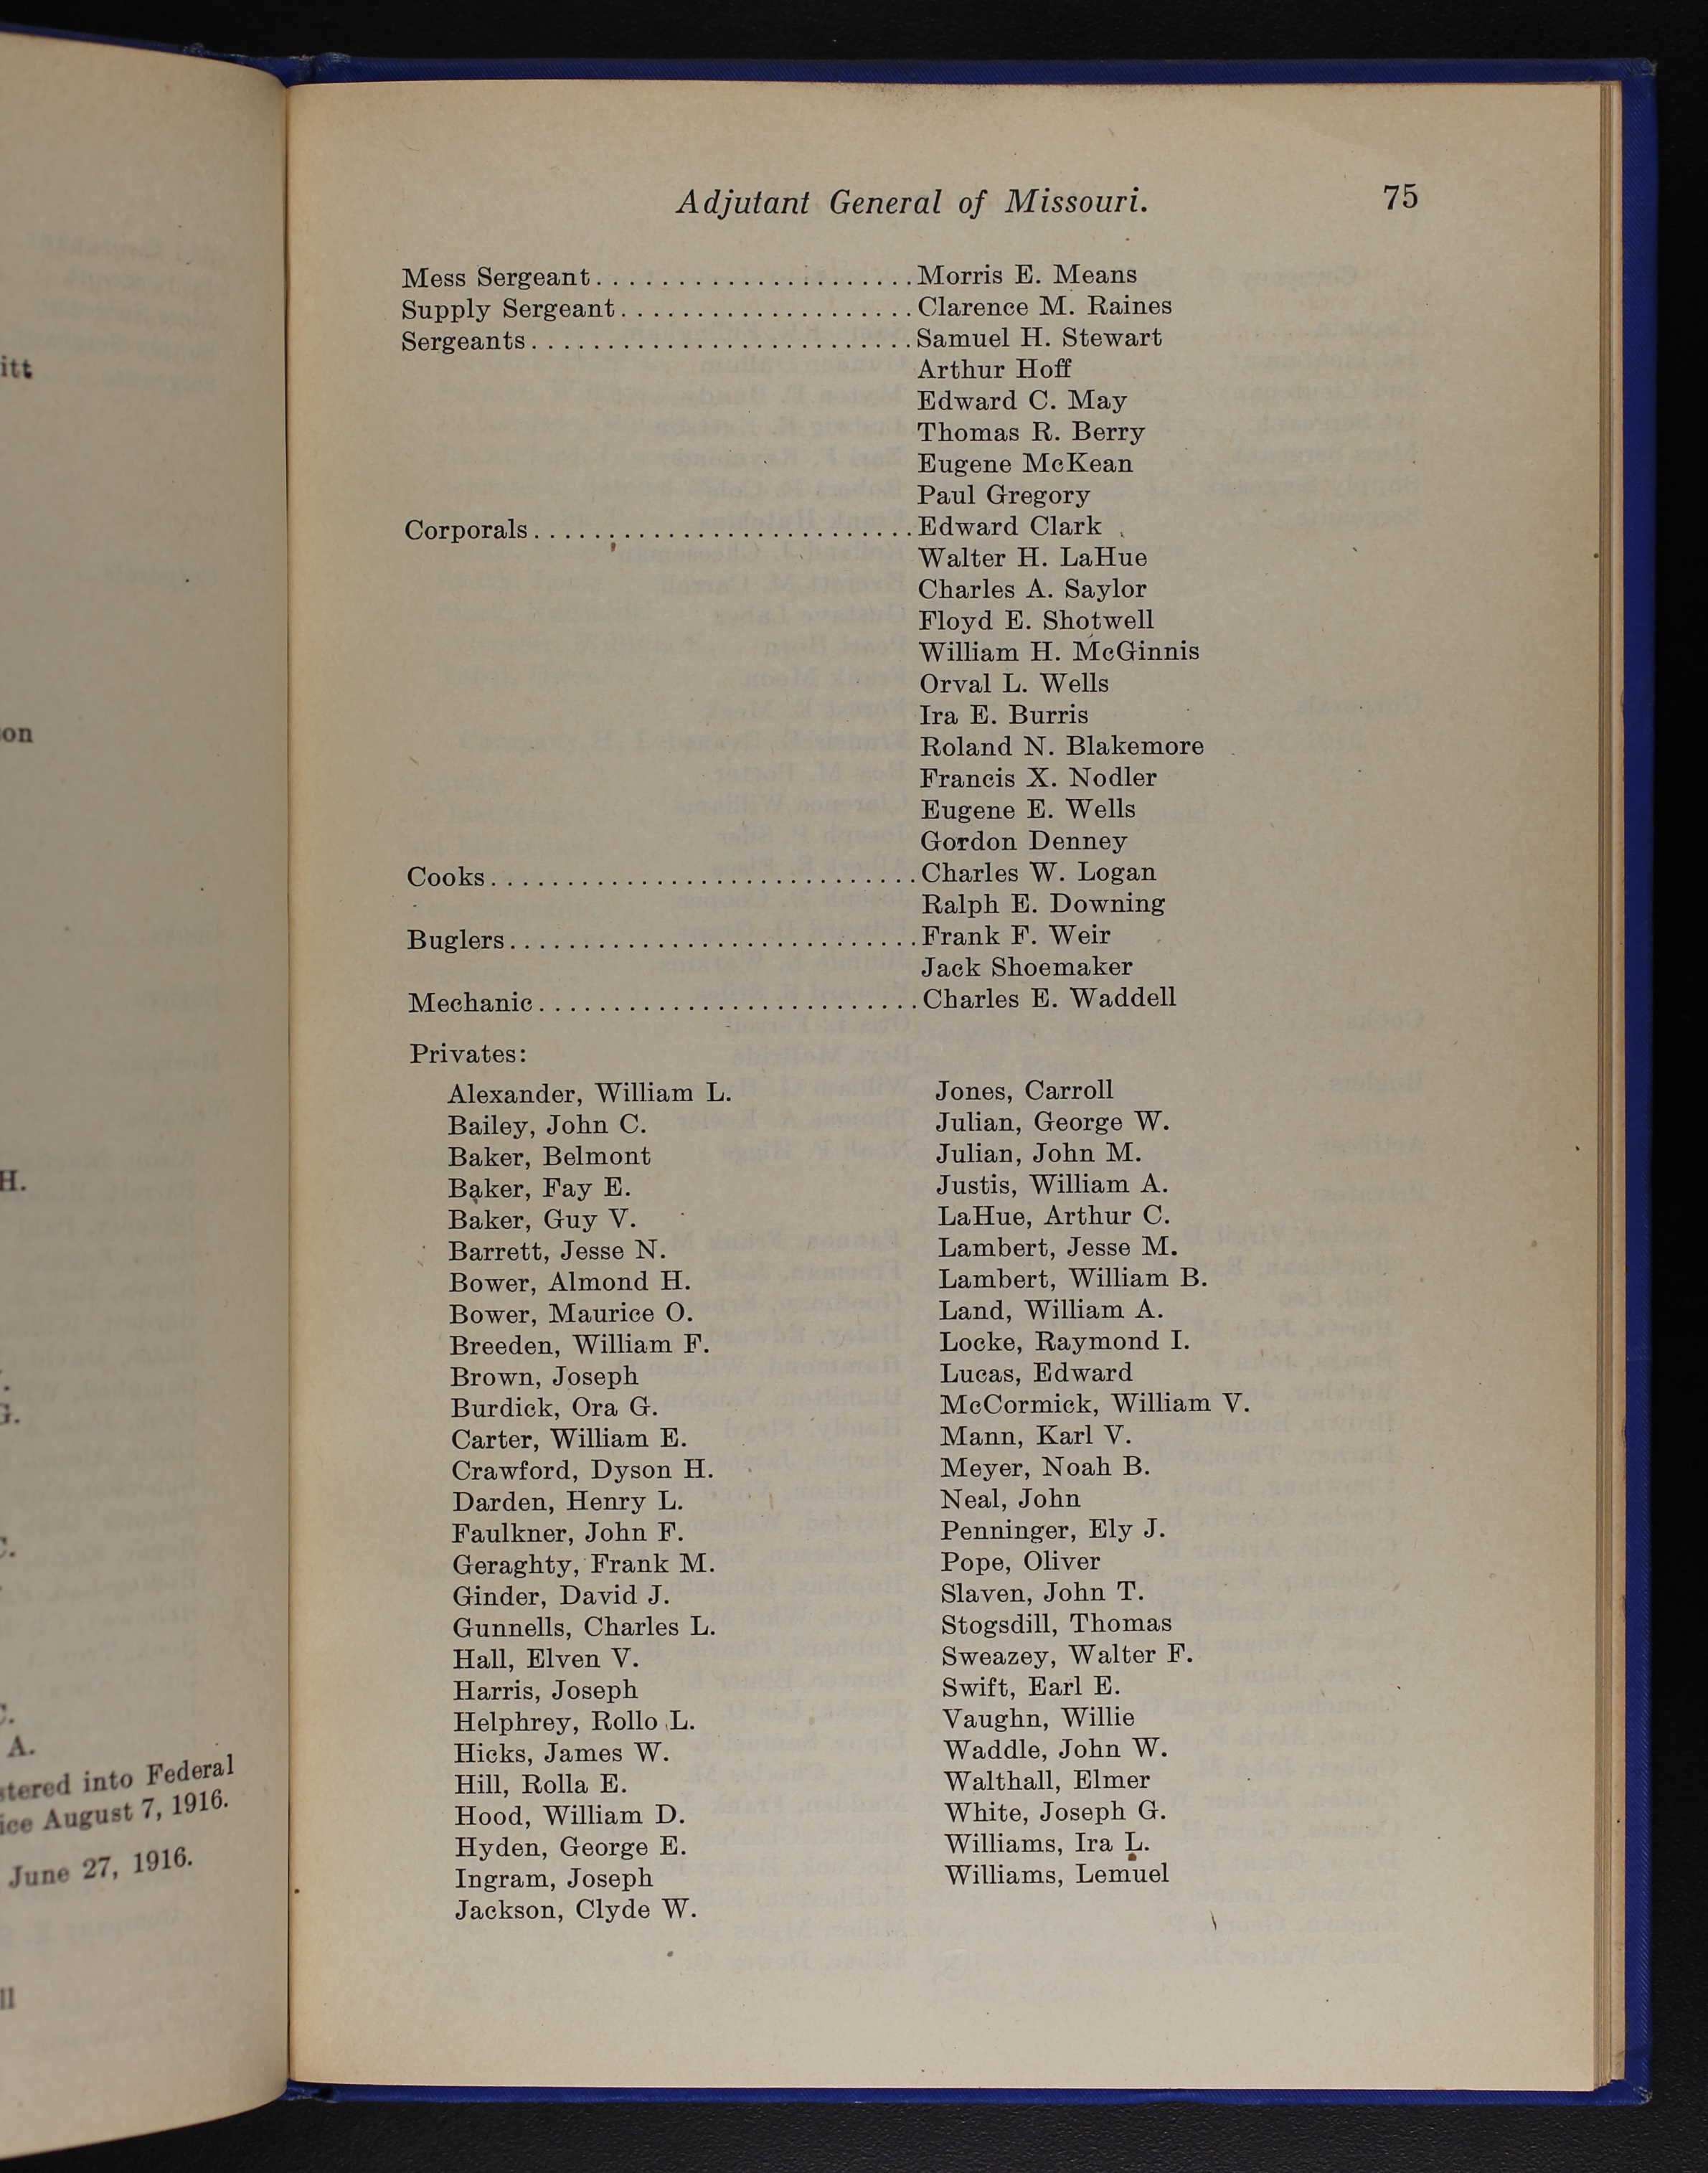 itt
on
H.
G.
C.
C.
A.
stered into Federal
ice August 7, 1916.
June 27, 1916.
ll
Adjutant General of Missouri. 75
Mess Sergeant......................Morris E. Means
Supply Sergeant....................Clarence M. Raines
Sergeants..........................Samuel H. Stewart
Arthur Hoff
Edward C. May
Thomas R. Berry
Eugene McKean
Paul Gregory
Corporals..........................Edward Clark
Walter H. LaHue
Charles A. Saylor
Floyd E. Shotwell
William H. McGinnis
Orval L. Wells
Ira E. Burris
Roland N. Blakemore
Francis X. Nodler
Eugene E. Wells
Gordon Denney
Cooks.............................Charles W. Logan
Ralph E. Downing
Buglers............................Frank F. Weir
Jack Shoemaker
Mechanic..........................Charles E. Waddell
Privates:
Alexander, William L.
Bailey, John C.
Baker, Belmont
Baker, Fay E.
Baker, Guy V.
Barrett, Jesse N.
Bower, Almond H.
Bower, Maurice O.
Breeden, William F.
Brown, Joseph
Burdick, Ora G.
Carter, William E.
Crawford, Dyson H.
Darden, Henry L.
Faulkner, John F.
Geraghty, Frank M.
Ginder, David J.
Gunnells, Charles L.
Hall, Elven V.
Harris, Joseph
Helphrey, Rollo L.
Hicks, James W.
Hill, Rolla E.
Hood, William D.
Hyden, George E.
Ingram, Joseph
Jackson, Clyde W.
Jones, Carroll
Julian, George W.
Julian, John M.
Justis, William A.
LaHue, Arthur C.
Lambert, Jesse M.
Lambert, William B.
Land, William A.
Locke, Raymond I.
Lucas, Edward
McCormick, William V.
Mann, Karl V.
Meyer, Noah B.
Neal, John
Penninger, Ely J.
Pope, Oliver
Slaven, John T.
Stogsdill, Thomas
Sweazey, Walter F.
Swift, Earl E.
Vaughn, Willie
Waddle, John W.
Walthall, Elmer
White, Joseph G.
Williams, Ira L.
Williams, Lemuel